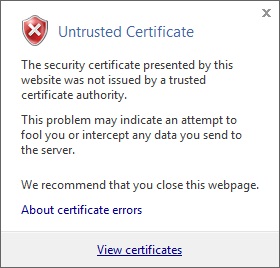 Untrusted Certificate
The security certificate presented by this
website was not issued by a trusted
certificate authority.
This problem may indicate an attempt to
fool you or intercept any data you send to
the server.
We recommend that you close this webpage.
About certificate errors
View certificates